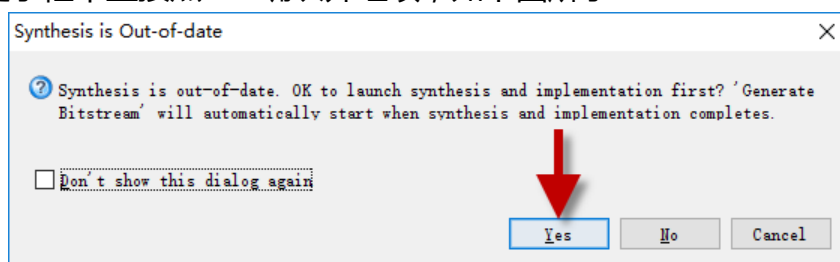 Synthesis is Out-of-date
Synthesis is out-of-date. OK to launch synthesis and implementation first? 'Generate
Bitstream' will automatically start when synthesis and implementation completes.
Don't show this dialog again
Yes No Cancel